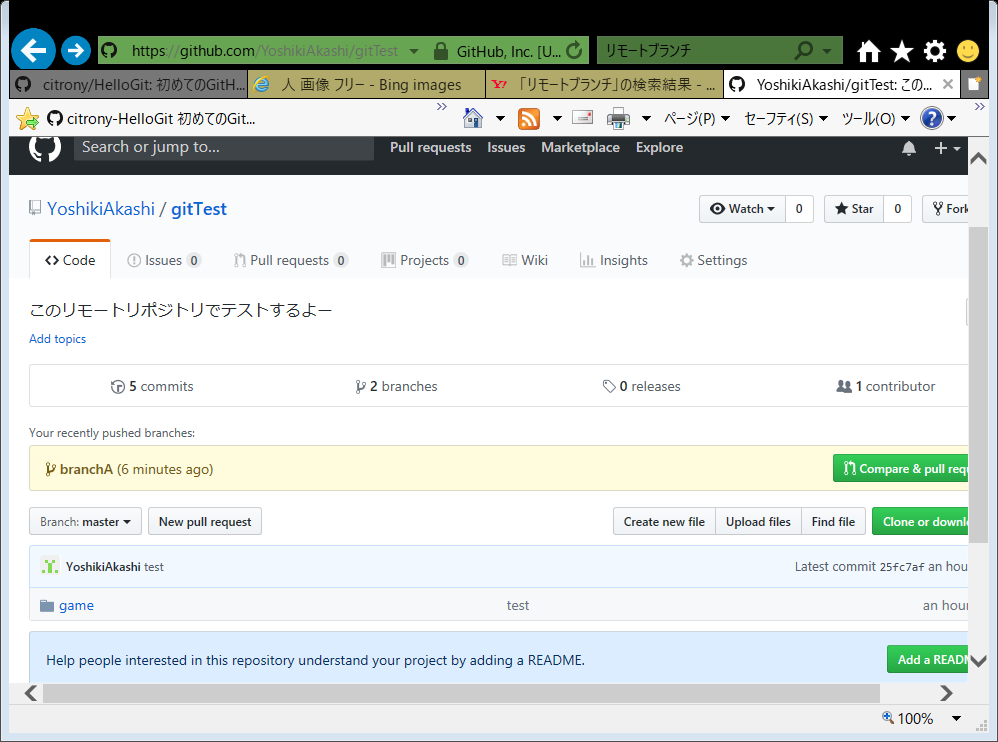 https://github.com/YoshikiAkashi/gitTest GitHub, Inc. [U... リモートブランチ
citrony/HelloGit: 初めてのGitH... 人 画像 フリー - Bing images 「リモートブランチ」の検索結果 - ... YoshikiAkashi/gitTest: この...
citrony-HelloGit 初めてのGit... ページ(P) セーフティ(S) ツール(O)
Search or jump to... Pull requests Issues Marketplace Explore
YoshikiAkashi / gitTest Watch 0 Star 0 Fork
Code Issues 0 Pull requests 0 Projects 0 Wiki Insights Settings
このリモートリポジトリでテストするよー
Add topics
5 commits 2 branches 0 releases 1 contributor
Your recently pushed branches:
branchA (6 minutes ago) Compare & pull requ
Branch: master New pull request Create new file Upload files Find file Clone or downl
YoshikiAkashi test Latest commit 25fc7af an hou
game test an hour
Help people interested in this repository understand your project by adding a README. Add a READ
100%